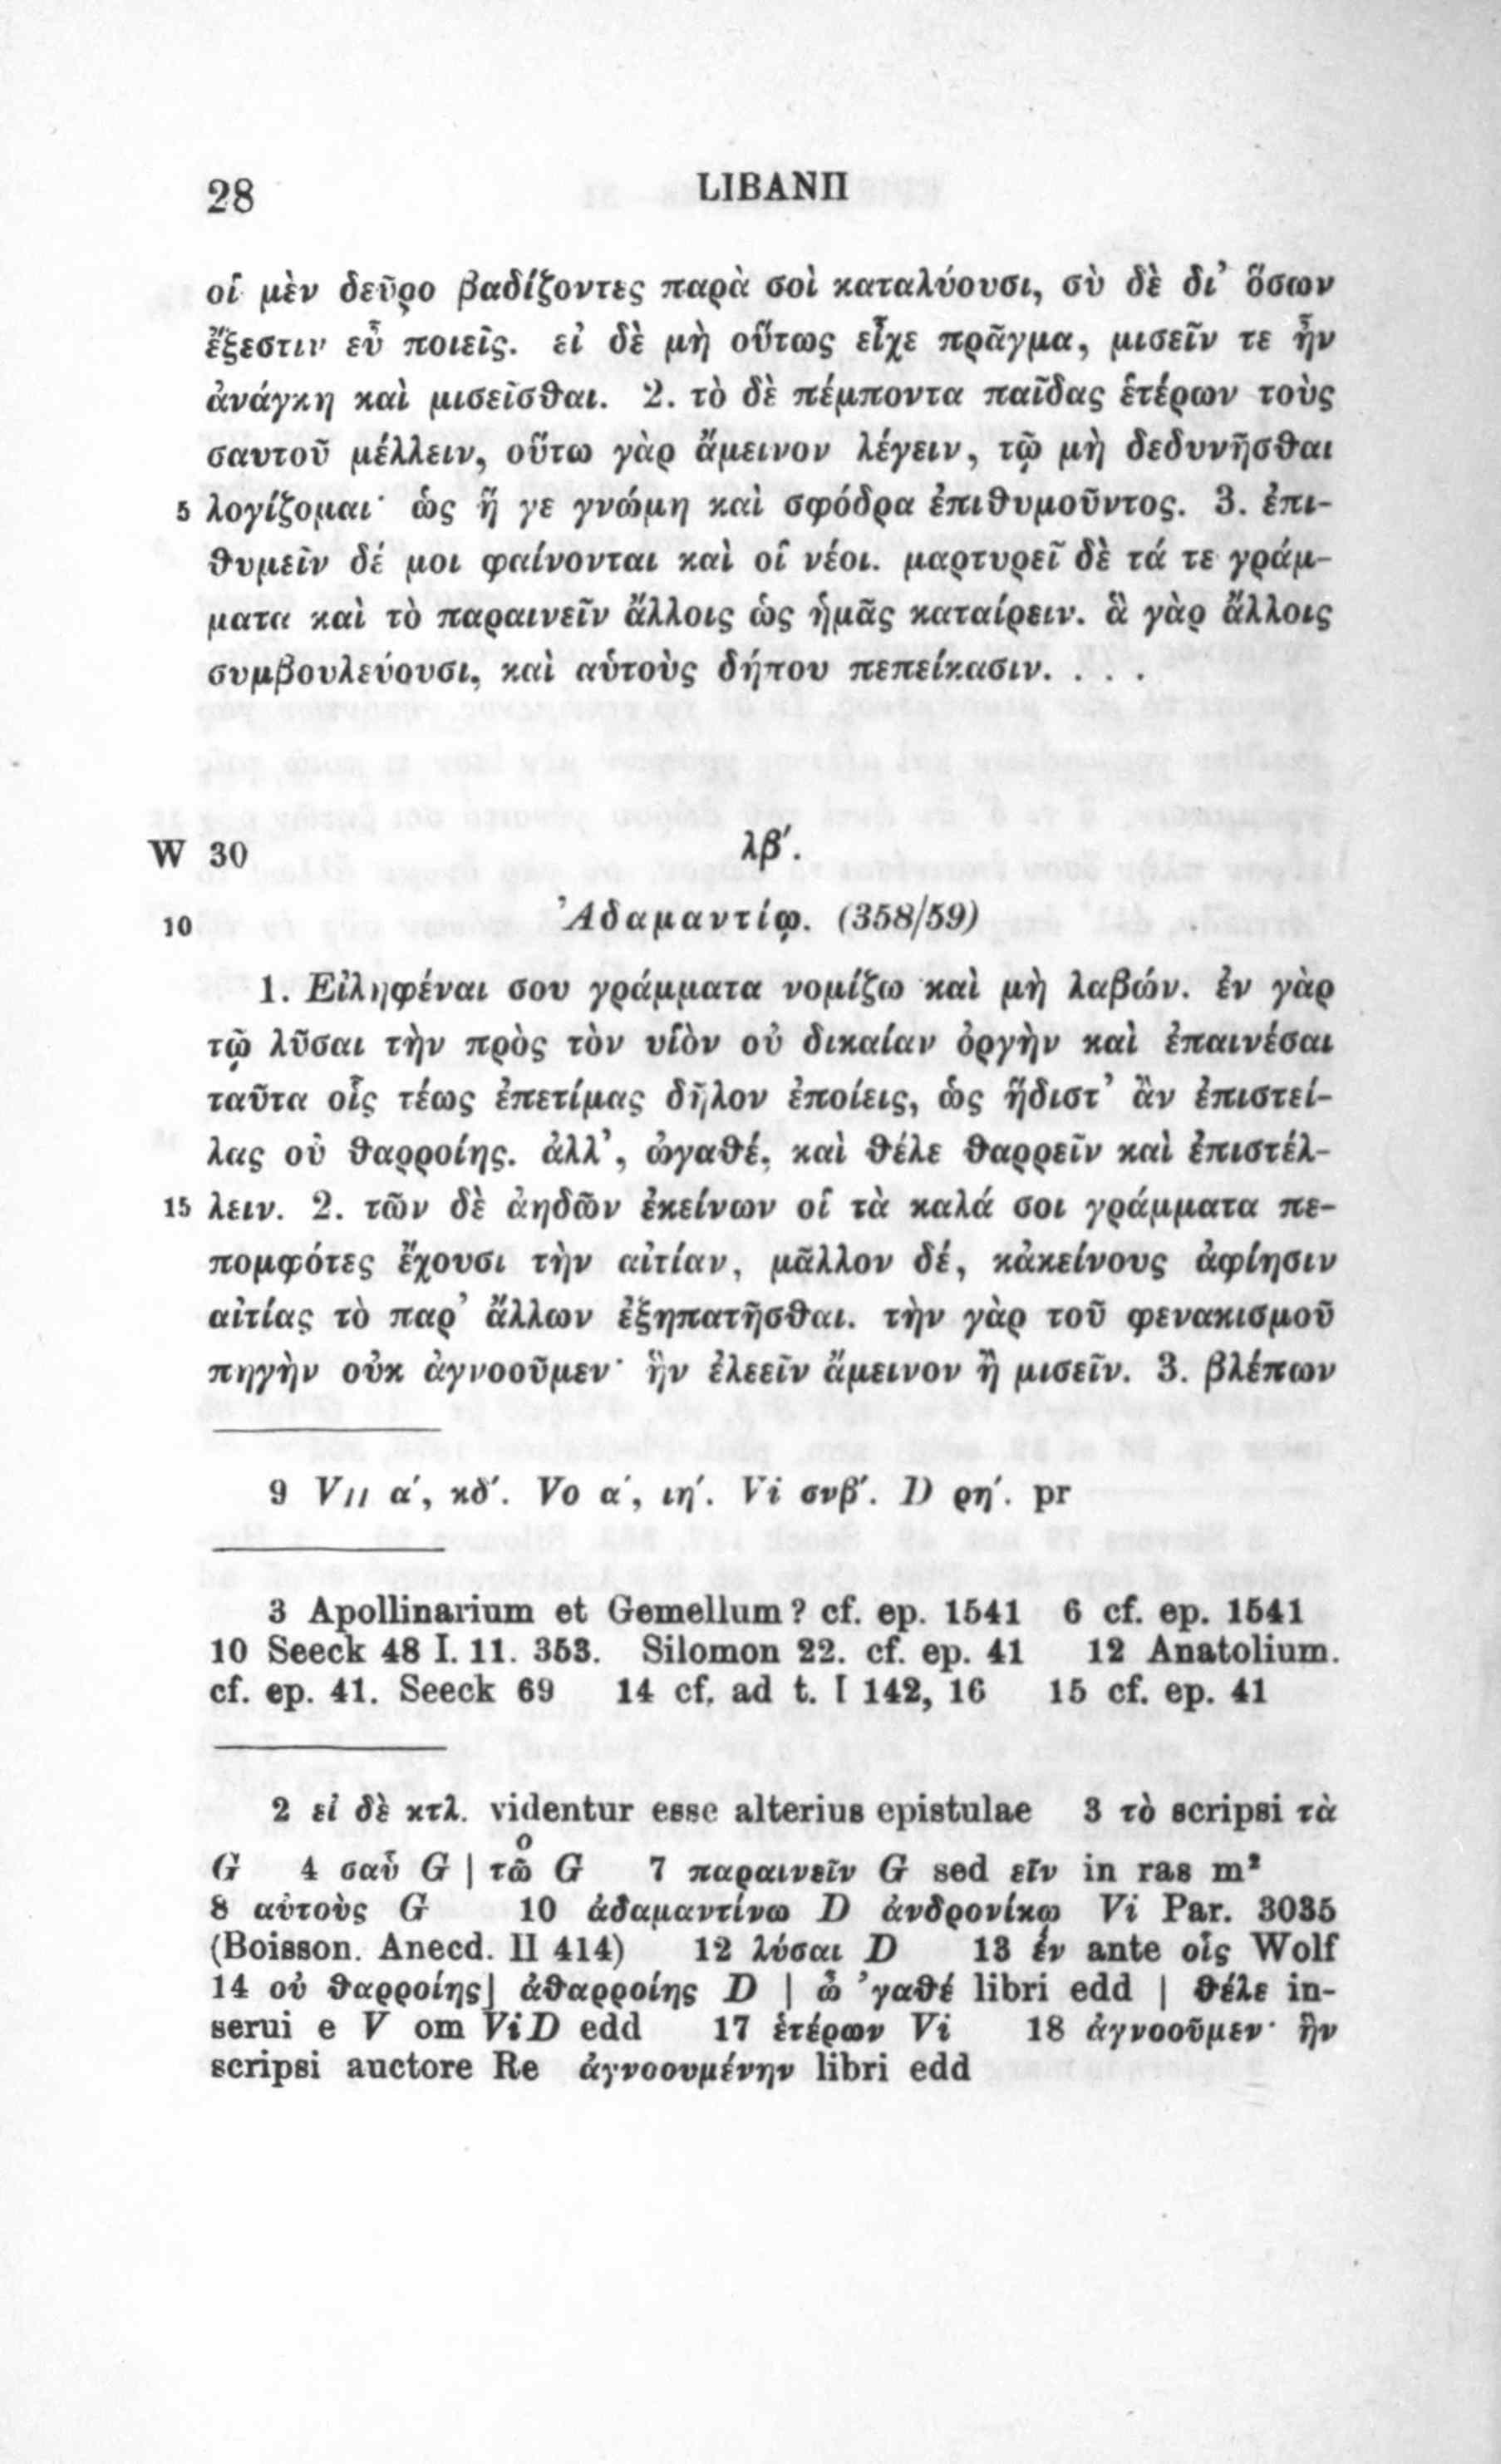 28
LIBANII
οἱ μὲν δεῦρο βαδίζοντες παρὰ σοὶ καταλύουσι, σὺ δὲ δι’ ὅσων
ἔξεστιν εὖ ποιεῖς. εἰ δὲ μὴ οὕτως εἶχε πρᾶγμα, μισεῖν τε ἦν
ἀνάγκη καὶ μισεῖσθαι. 2. τὸ δὲ πέμποντα παῖδας ἑτέρων τοὺς
σαυτοῦ μέλλειν, οὕτω γὰρ ἄμεινον λέγειν, τῷ μὴ δεδυνῆσθαι
5 λογίζομαι· ὡς ἥ γε γνώμη καὶ σφόδρα ἐπιθυμοῦντος. 3. ἐπι-
θυμεῖν δέ μοι φαίνονται καὶ οἱ νέοι. μαρτυρεῖ δὲ τά τε γράμ-
ματα καὶ τὸ παραινεῖν ἄλλοις ὡς ἡμᾶς καταίρειν. ἃ γὰρ ἄλλοις
συμβουλεύουσι, καὶ αὑτοὺς δήπου πεπείκασιν. . . .
W 30 λβ′.
10 Ἀδαμαντίῳ. (358/59)
1. Εἰληφέναι σου γράμματα νομίζω καὶ μὴ λαβών. ἐν γὰρ
τῷ λῦσαι τὴν πρὸς τὸν υἱὸν οὐ δικαίαν ὀργὴν καὶ ἐπαινέσαι
ταῦτα οἷς τέως ἐπετίμας δῆλον ἐποίεις, ὡς ἥδιστ’ ἂν ἐπιστεί-
λας οὐ θαρροίης. ἀλλ’, ὠγαθέ, καὶ θέλε θαρρεῖν καὶ ἐπιστέλ-
15 λειν. 2. τῶν δὲ ἀηδῶν ἐκείνων οἱ τὰ καλά σοι γράμματα πε-
πομφότες ἔχουσι τὴν αἰτίαν, μᾶλλον δέ, κἀκείνους ἀφίησιν
αἰτίας τὸ παρ’ ἄλλων ἐξηπατῆσθαι. τὴν γὰρ τοῦ φενακισμοῦ
πηγὴν οὐκ ἀγνοοῦμεν· ἣν ἐλεεῖν ἄμεινον ἢ μισεῖν. 3. βλέπων
9 V// α′, κδ′. Vo α′, ιη′. Vi σνβ′. D ρη′. pr
3 Apollinarium et Gemellum? cf. ep. 1541 6 cf. ep. 1541
10 Seeck 48 I. 11. 353. Silomon 22. cf. ep. 41 12 Anatolium.
cf. ep. 41. Seeck 69 14 cf. ad t. I 142, 16 15 cf. ep. 41
2 εἰ δὲ κτλ. videntur esse alterius epistulae 3 τὸ scripsi τὰ
G 4 σαὐ G | τῶο G 7 παραινεῖν G sed εῖν in ras m²
8 αὐτοὺς G 10 ἀδαμαντίνω D ἀνδρονίκῳ Vi Par. 3035
(Boisson. Anecd. II 414) 12 λύσαι D 13 ἐν ante οἷς Wolf
14 οὐ θαρροίης] ἀθαρροίης D | ὦ ’γαθέ libri edd | θέλε in-
serui e V om ViD edd 17 ἑτέρων Vi 18 ἀγνοοῦμεν· ἣν
scripsi auctore Re ἀγνοουμένην libri edd